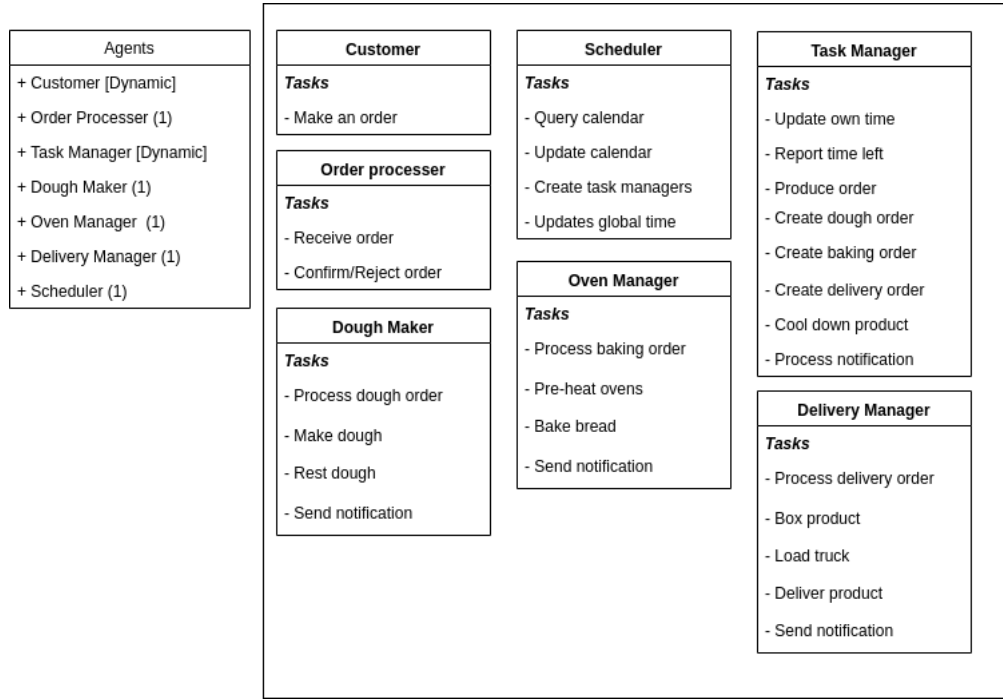 Agents
+ Customer [Dynamic]
+ Order Processer (1)
+ Task Manager [Dynamic]
+ Dough Maker (1)
+ Oven Manager (1)
+ Delivery Manager (1)
+ Scheduler (1)
Customer
Tasks
- Make an order
Order processer
Tasks
- Receive order
- Confirm/Reject order
Dough Maker
Tasks
- Process dough order
- Make dough
- Rest dough
- Send notification
Scheduler
Tasks
- Query calendar
- Update calendar
- Create task managers
- Updates global time
Oven Manager
Tasks
- Process baking order
- Pre-heat ovens
- Bake bread
- Send notification
Task Manager
Tasks
- Update own time
- Report time left
- Produce order
- Create dough order
- Create baking order
- Create delivery order
- Cool down product
- Process notification
Delivery Manager
Tasks
- Process delivery order
- Box product
- Load truck
- Deliver product
- Send notification